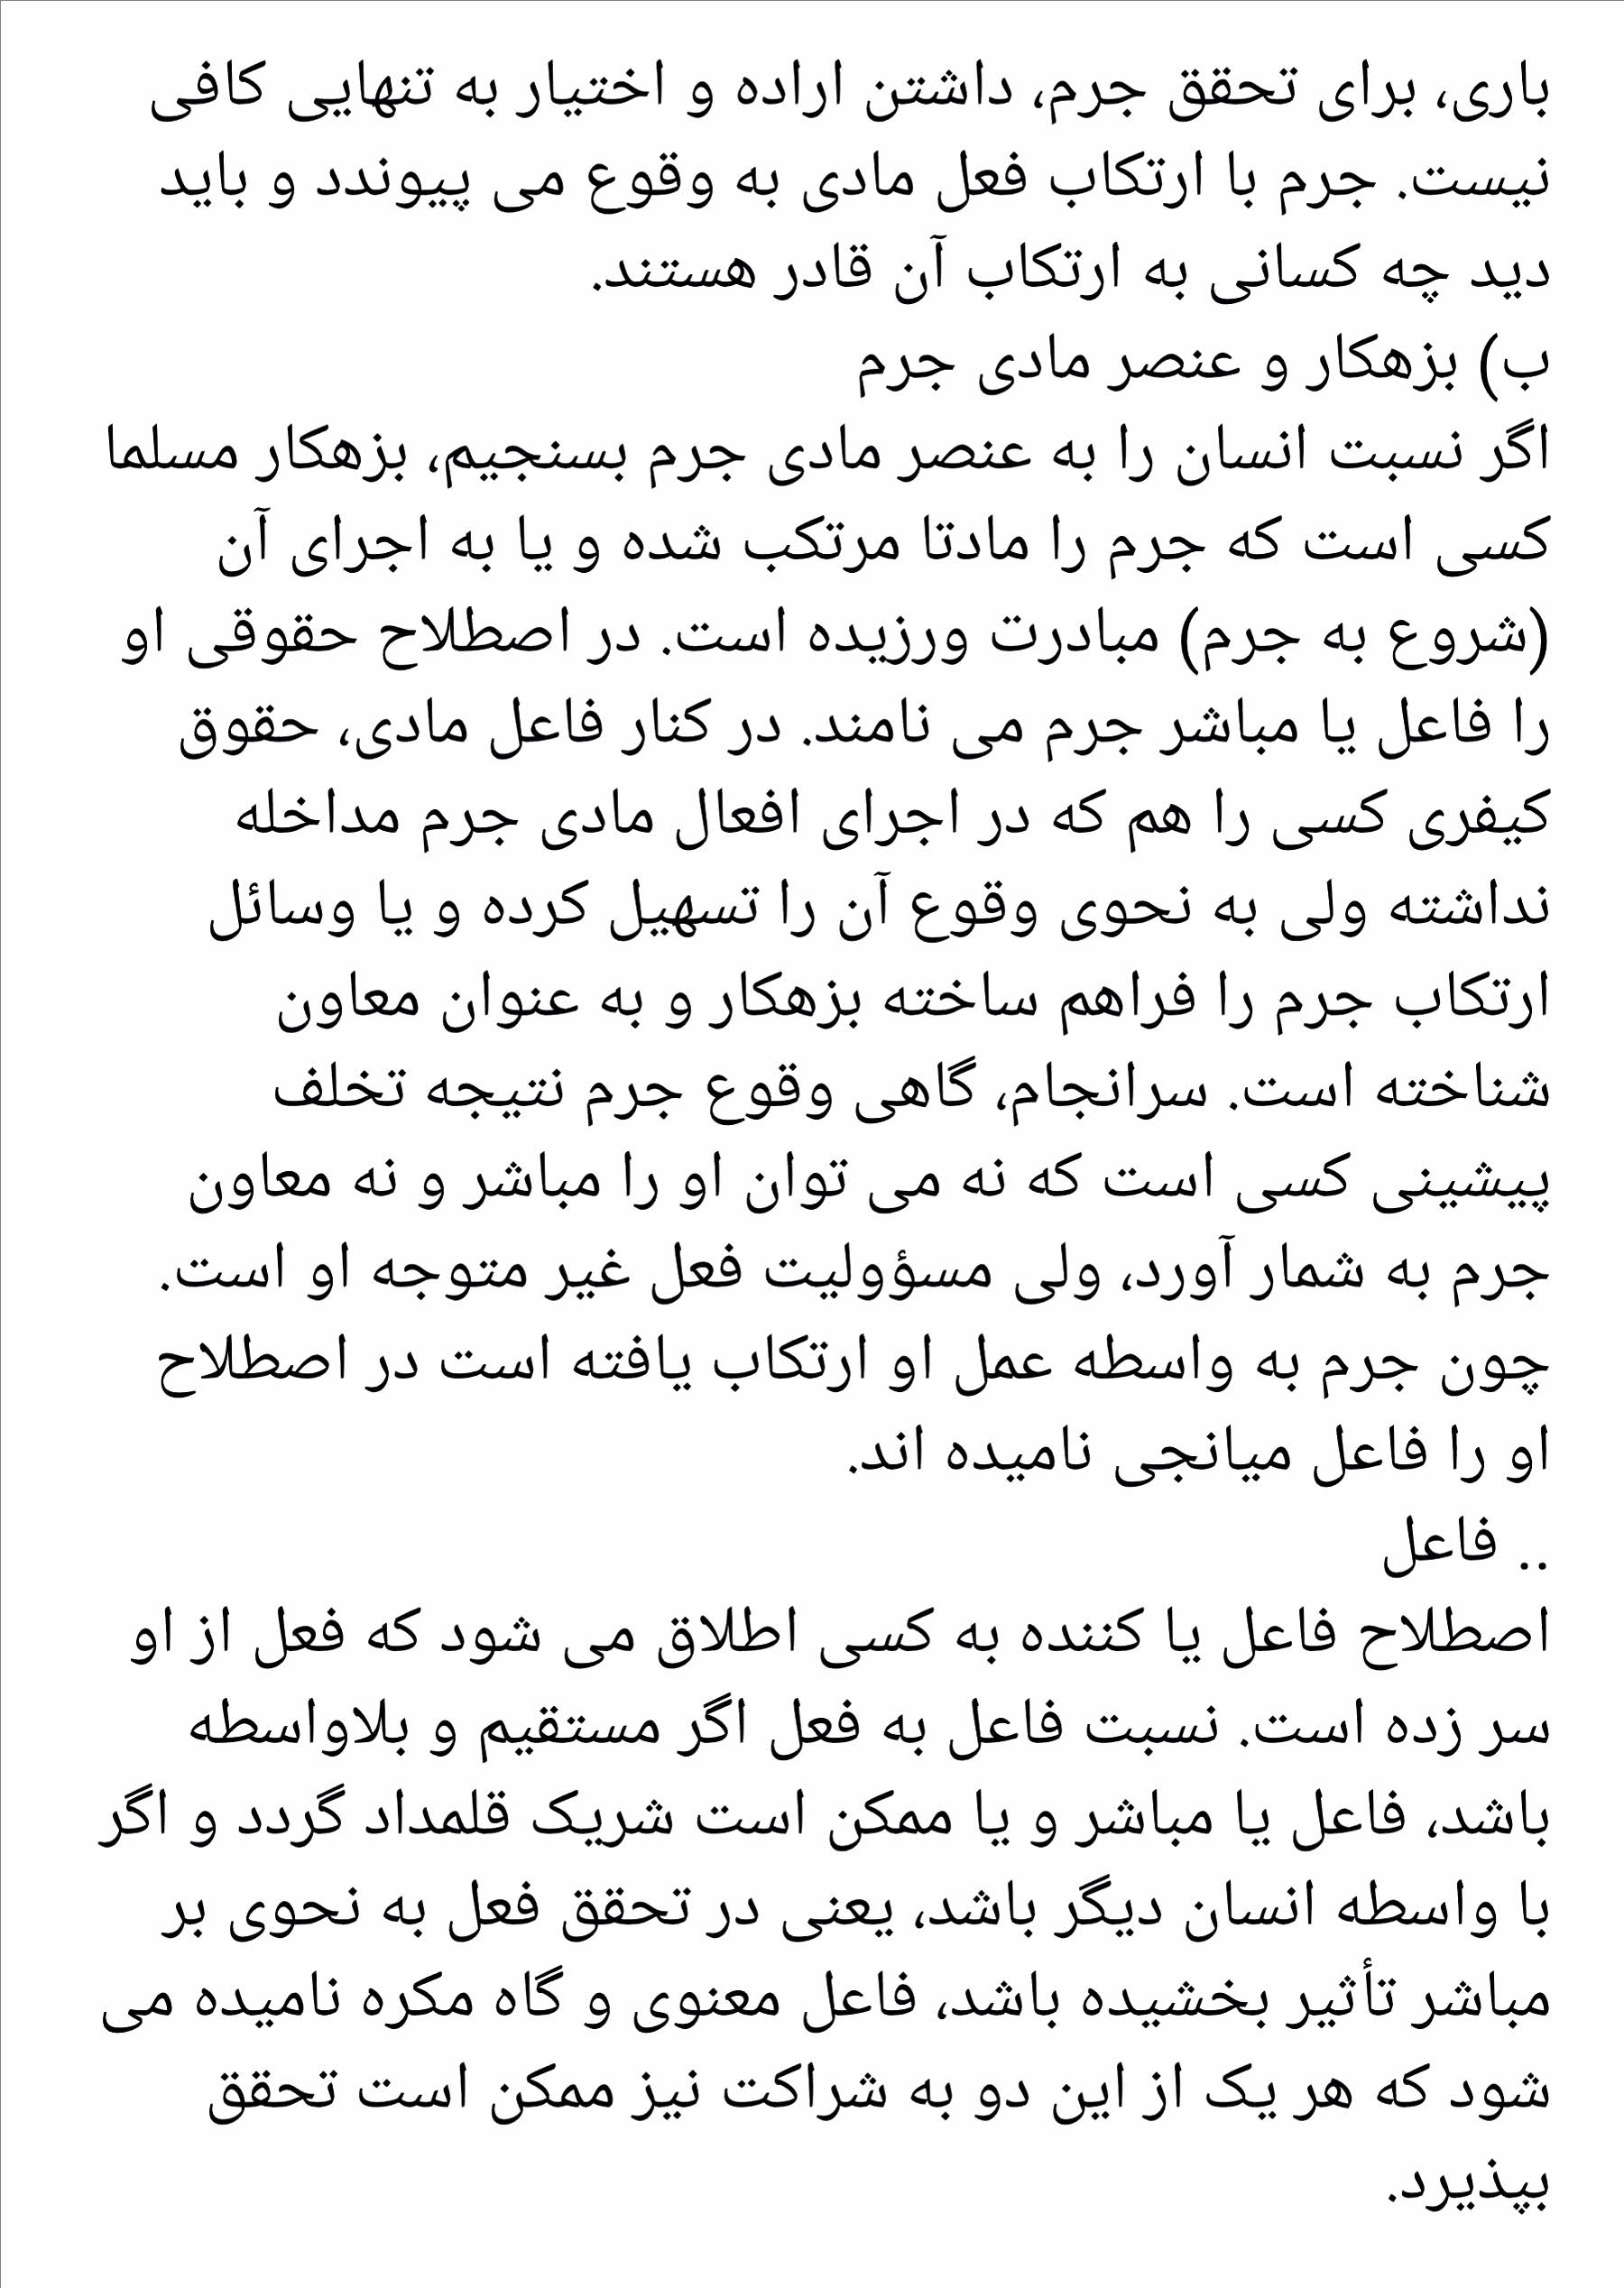 باری، برای تحقق جرم، داشتن اراده و اختیار به تنهایی کافی
نیست. جرم با ارتکاب فعل مادی به وقوع می پیوندد و باید
دید چه کسانی به ارتکاب آن قادر هستند.
ب) بزهکار و عنصر مادی جرم
اگر نسبت انسان را به عنصر مادی جرم بسنجیم، بزهکار مسلما
کسی است که جرم را مادتا مرتکب شده و یا به اجرای آن
(شروع به جرم) مبادرت ورزیده است. در اصطلاح حقوقی او
را فاعل یا مباشر جرم می نامند. در کنار فاعل مادی، حقوق
کیفری کسی را هم که در اجرای افعال مادی جرم مداخله
نداشته ولی به نحوی وقوع آن را تسهیل کرده و یا وسائل
ارتکاب جرم را فراهم ساخته بزهکار و به عنوان معاون
شناخته است. سرانجام، گاهی وقوع جرم نتیجه تخلف
پیشینی کسی است که نه می توان او را مباشر و نه معاون
جرم به شمار آورد، ولی مسؤولیت فعل غیر متوجه او است.
چون جرم به واسطه عمل او ارتکاب یافته است در اصطلاح
او را فاعل میانجی نامیده اند.
.. فاعل
اصطلاح فاعل یا کننده به کسی اطلاق می شود که فعل از او
سر زده است. نسبت فاعل به فعل اگر مستقیم و بلاواسطه
باشد، فاعل یا مباشر و یا ممکن است شریک قلمداد گردد و اگر
با واسطه انسان دیگر باشد، یعنی در تحقق فعل به نحوی بر
مباشر تأثیر بخشیده باشد، فاعل معنوی و گاه مکره نامیده می
شود که هر یک از این دو به شراکت نیز ممکن است تحقق
بپذیرد.